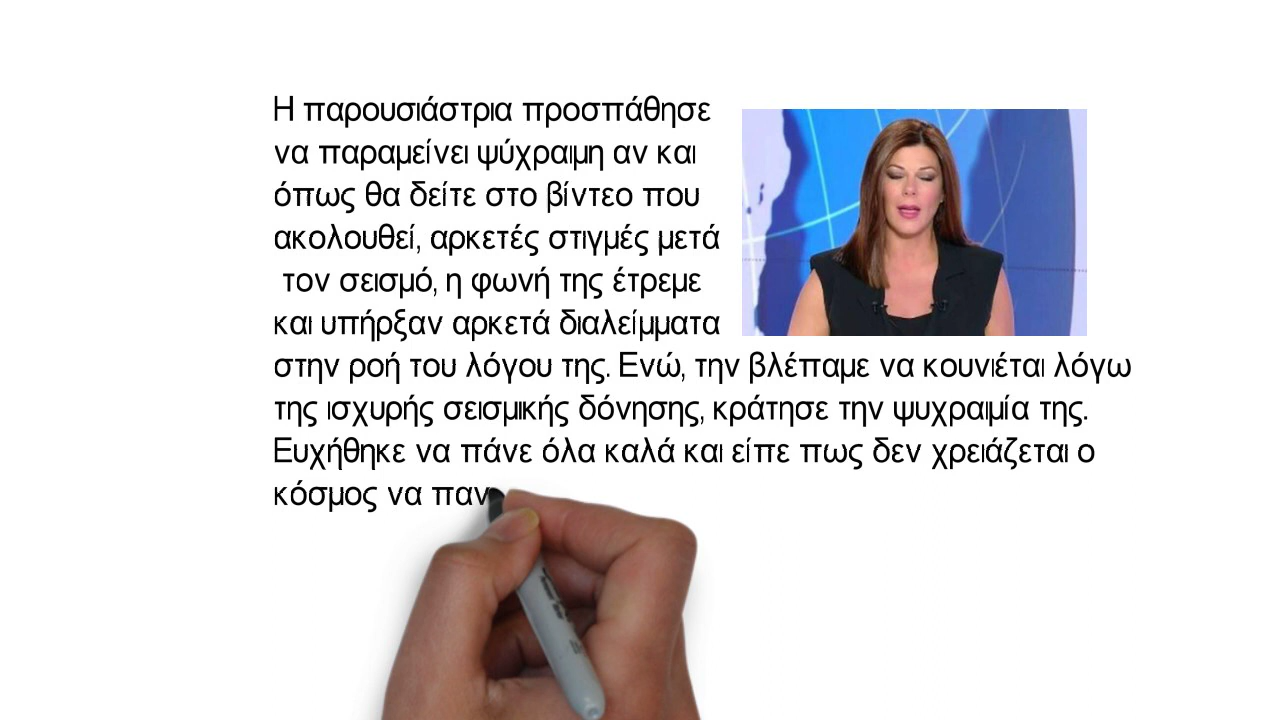 Η παρουσιάστρια προσπάθησε
να παραμείνει ψύχραιμη αν και
όπως θα δείτε στο βίντεο που
ακολουθεί, αρκετές στιγμές μετά
τον σεισμό, η φωνή της έτρεμε
και υπήρξαν αρκετά διαλείμματα
στην ροή του λόγου της. Ενώ, την βλέπαμε να κουνιέται λόγω
της ισχυρής σεισμικής δόνησης, κράτησε την ψυχραιμία της.
Ευχήθηκε να πάνε όλα καλά και είπε πως δεν χρειάζεται ο
κόσμος να παν